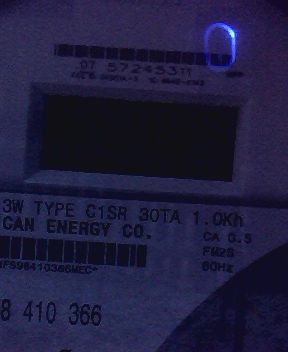 07 57245311
3W TYPE C1SR 30TA 1.0Kh
CAN ENERGY CO.
CA 0.5
FM2S
60Hz
8 410 366